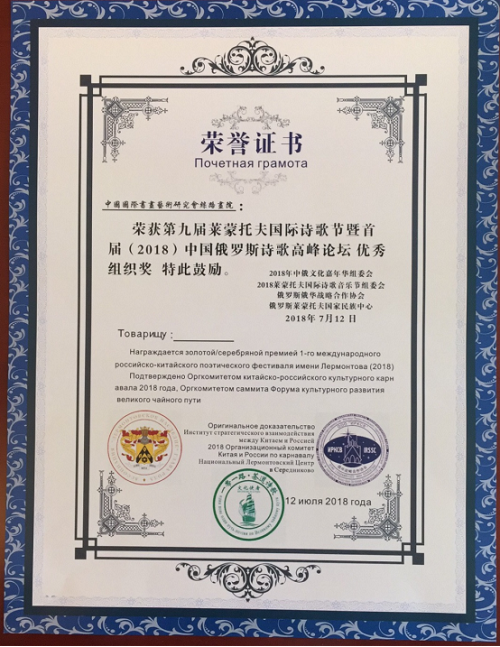 荣誉证书
Почетная грамота
中國國際書畫藝術研究會絲路書院：
荣获第九届莱蒙托夫国际诗歌节暨首
届（2018）中国俄罗斯诗歌高峰论坛 优秀
组织奖 特此鼓励。
2018年中俄文化嘉年华组委会
2018莱蒙托夫国际诗歌音乐节组委会
俄罗斯俄华战略合作协会
俄罗斯莱蒙托夫国家民族中心
2018年 7月12 日
Товарищу :
Награждается золотой/серебряной премией 1-го международного
российско-китайского поэтического фестиваля имени Лермонтова (2018)
Подтверждено Оргкомитетом китайско-российского культурного карн
авала 2018 года, Оргкомитетом саммита Форума культурного развития
великого чайного пути
Оригинальное доказательство
Институт стратегического взаимодействия
между Китаем и Россией
2018 Организационный комитет
Китая и России по карнавалу
Национальный Лермонтовский Центр
в Середниково
ИРКСВ
IRSSC
文化使者
12 июля 2018 года